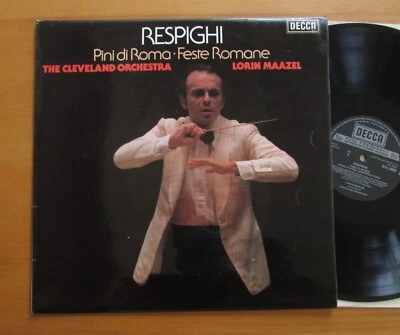 RESPIGHI
DECCA
Pini di Roma · Feste Romane
THE CLEVELAND ORCHESTRA
LORIN MAAZEL
DECCA